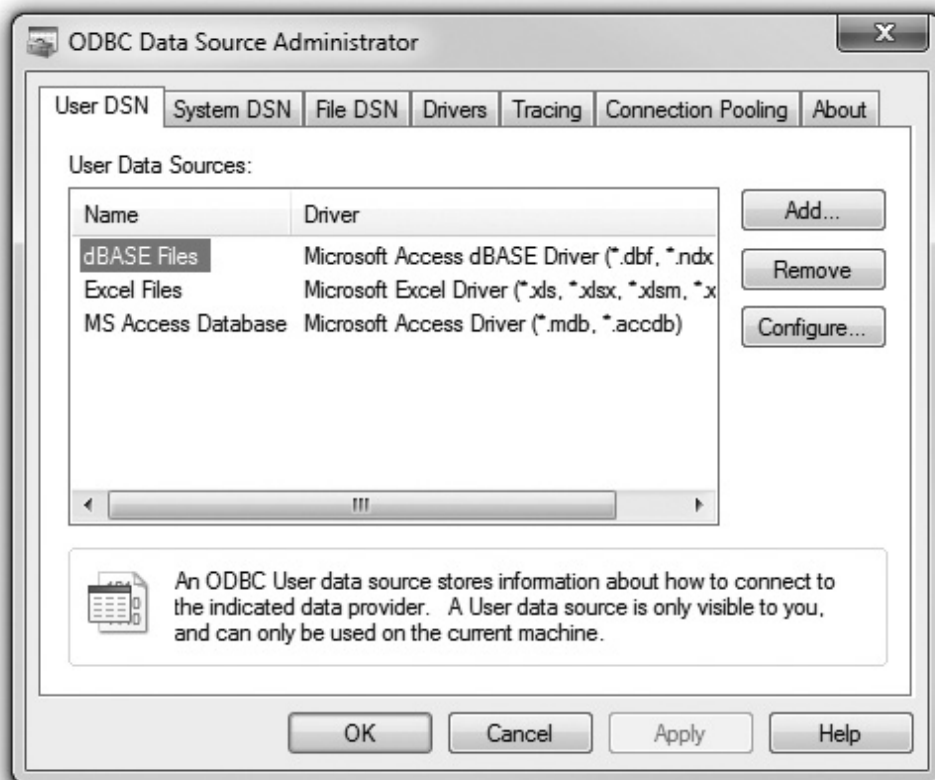 ODBC Data Source Administrator
User DSN System DSN File DSN Drivers Tracing Connection Pooling About
User Data Sources:
Name Driver
dBASE Files Microsoft Access dBASE Driver (*.dbf, *.ndx
Excel Files Microsoft Excel Driver (*.xls, *.xlsx, *.xlsm, *.x
MS Access Database Microsoft Access Driver (*.mdb, *.accdb)
Add...
Remove
Configure...
An ODBC User data source stores information about how to connect to
the indicated data provider. A User data source is only visible to you,
and can only be used on the current machine.
OK Cancel Apply Help